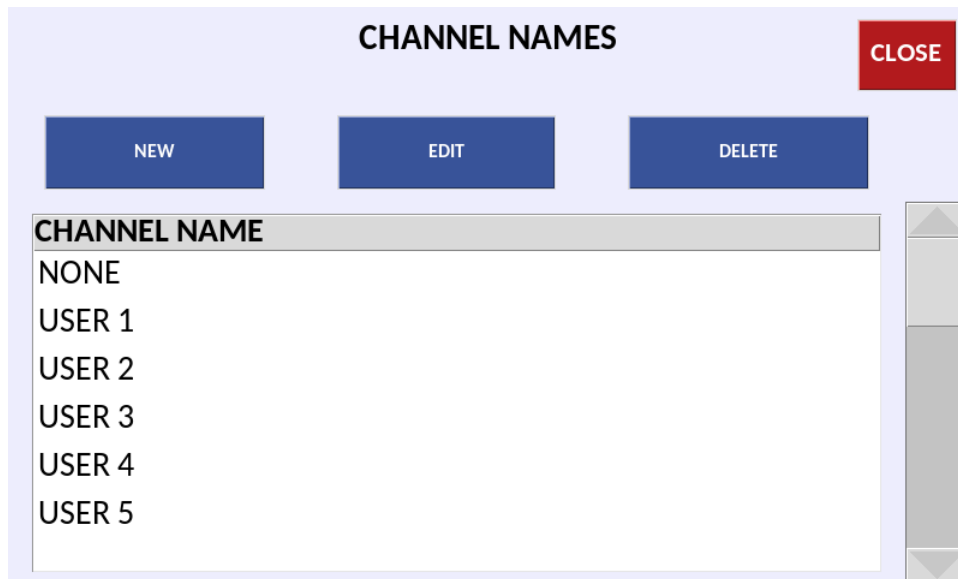 CHANNEL NAMES
CLOSE
NEW
EDIT
DELETE
CHANNEL NAME
NONE
USER 1
USER 2
USER 3
USER 4
USER 5